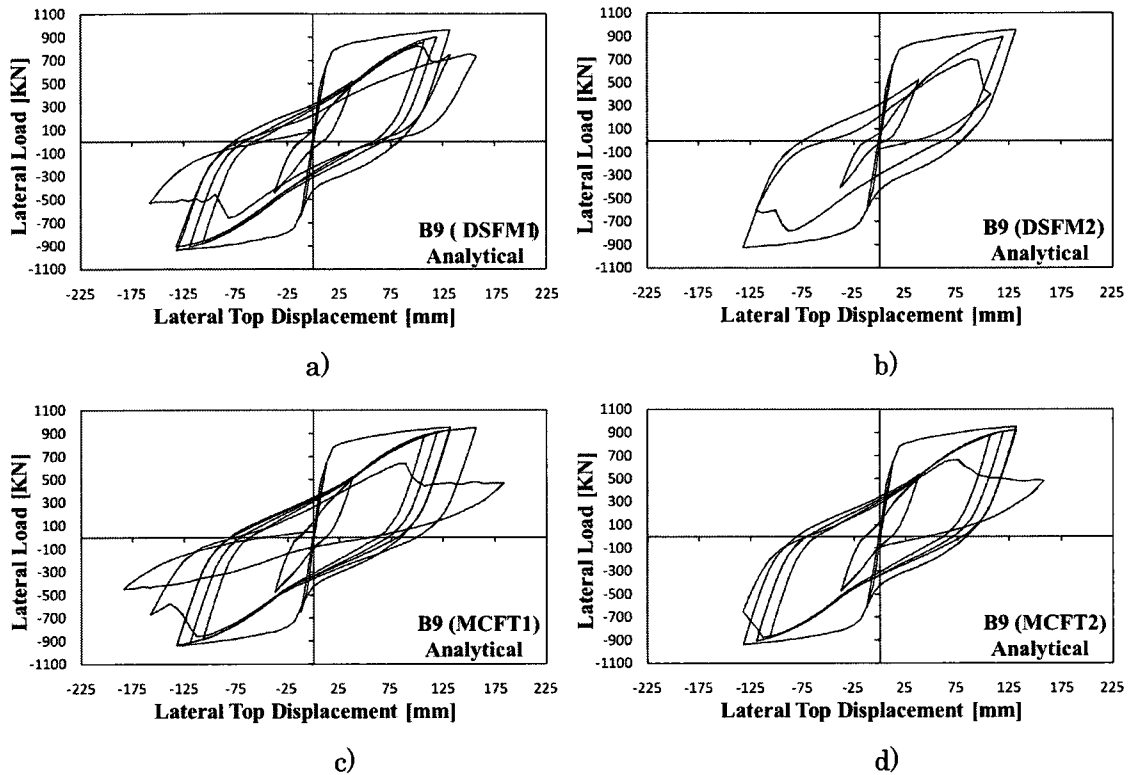 1100
900
700
500
300
100
-100
-300
-500
-700
-900
-1100
Lateral Load [KN]
B9 ( DSFM1)
Analytical
-225 -175 -125 -75 -25 25 75 125 175 225
Lateral Top Displacement [mm]
a)
1100
900
700
500
300
100
-100
-300
-500
-700
-900
-1100
Lateral Load [KN]
B9 (DSFM2)
Analytical
-225 -175 -125 -75 -25 25 75 125 175 225
Lateral Top Displacement [mm]
b)
1100
900
700
500
300
100
-100
-300
-500
-700
-900
-1100
Lateral Load [KN]
B9 (MCFT1)
Analytical
-225 -175 -125 -75 -25 25 75 125 175 225
Lateral Top Displacement [mm]
c)
1100
900
700
500
300
100
-100
-300
-500
-700
-900
-1100
Lateral Load [KN]
B9 (MCFT2)
Analytical
-225 -175 -125 -75 -25 25 75 125 175 225
Lateral Top Displacement [mm]
d)